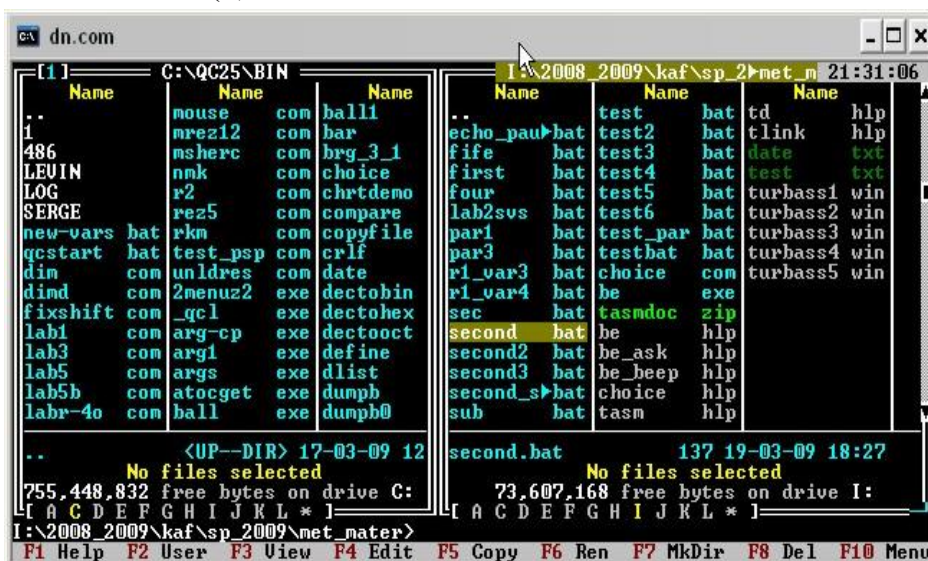 dn.com
[1] C:\QC25\BIN I:\2008_2009\kaf\sp_2►met_m 21:31:06
Name Name Name Name Name Name
.. mouse com ball1 .. test bat td hlp
1 mrez12 com bar echo_pau►bat test2 bat tlink hlp
486 msherc com brg_3_1 fife bat test3 bat date txt
LEVIN nmk com choice first bat test4 bat test txt
LOG r2 com chrtdemo four bat test5 bat turbass1 win
SERGE rez5 com compare lab2svs bat test6 bat turbass2 win
new-vars bat rkm com copyfile par1 bat test_par bat turbass3 win
qcstart bat test_psp com crlf par3 bat testbat bat turbass4 win
dim com unldres com date r1_var3 bat choice com turbass5 win
dimd com 2menuz2 exe dectobin r1_var4 bat be exe
fixshift com _qcl exe dectohex sec bat tasmdoc zip
lab1 com arg-cp exe dectooct second bat be hlp
lab3 com arg1 exe define second2 bat be_ask hlp
lab5 com args exe dlist second3 bat be_beep hlp
lab5b com atocget exe dumpb second_s►bat choice hlp
labr-4o com ball exe dumpb0 sub bat tasm hlp
.. <UP--DIR> 17-03-09 12 second.bat 137 19-03-09 18:27
No files selected No files selected
755,448,832 free bytes on drive C: 73,607,168 free bytes on drive I:
[ A C D E F G H I J K L * ] [ A C D E F G H I J K L * ]
I:\2008_2009\kaf\sp_2009\met_mater>
F1 Help F2 User F3 View F4 Edit F5 Copy F6 Ren F7 MkDir F8 Del F10 Menu